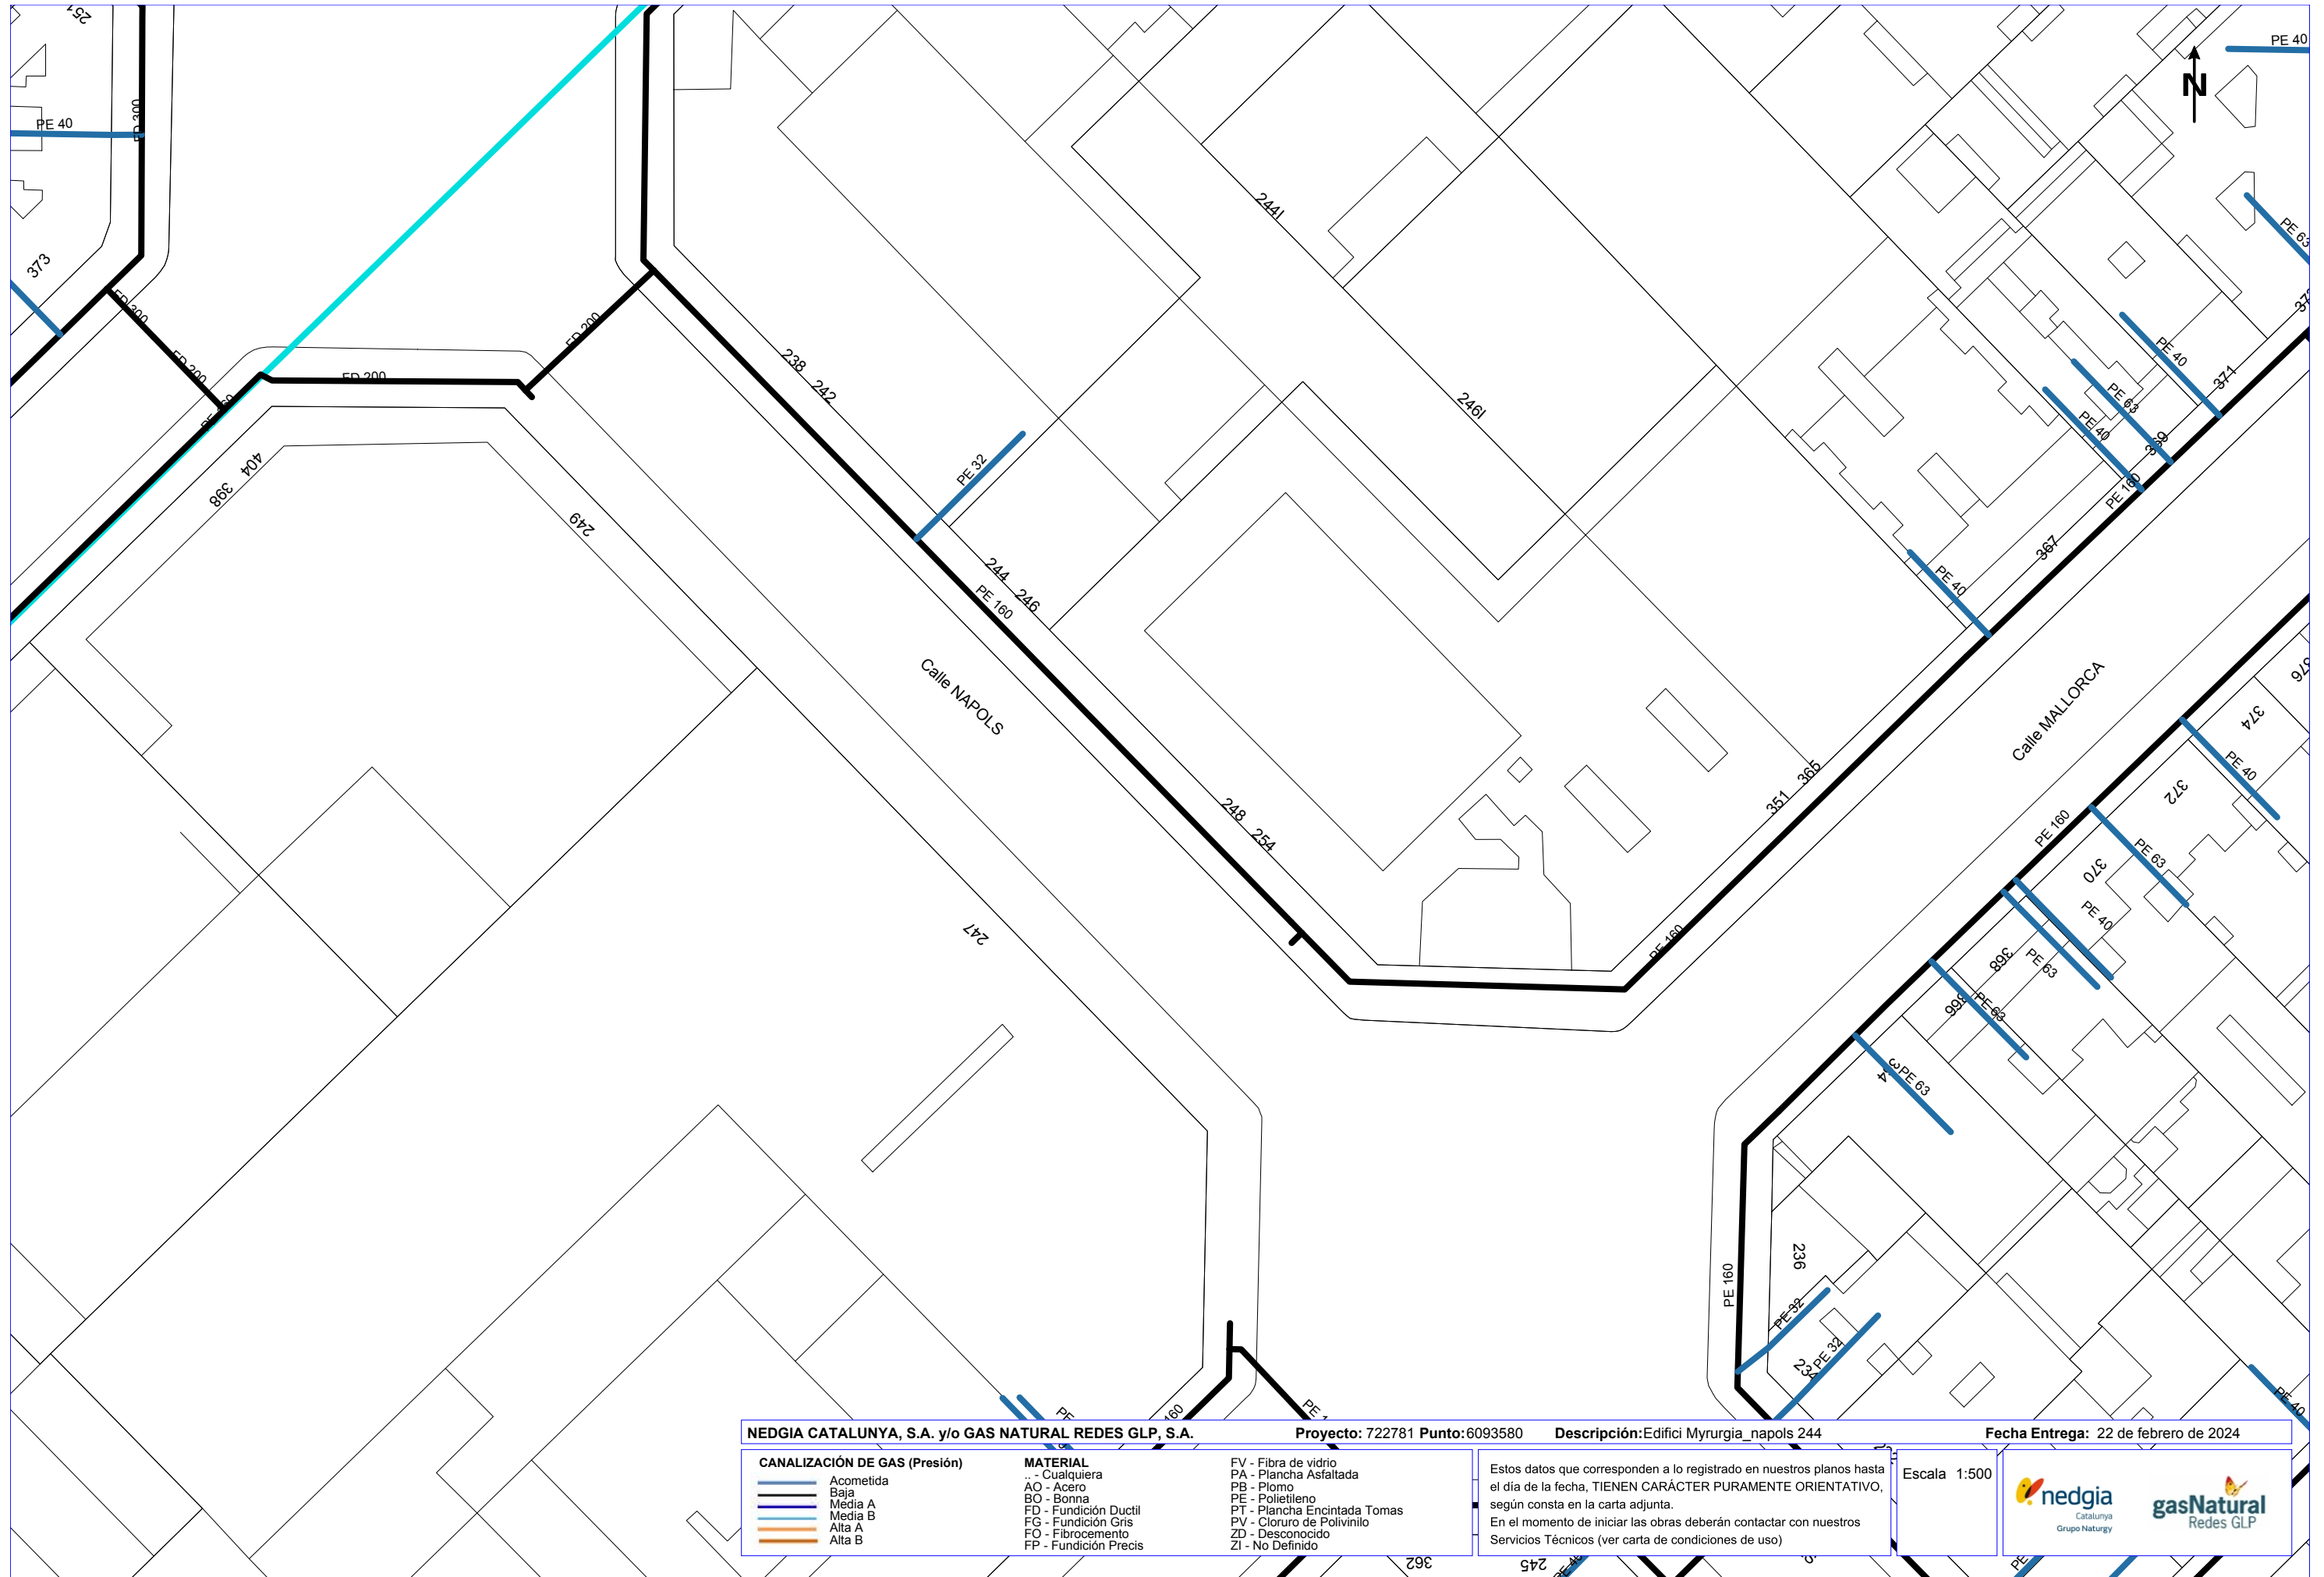 251
PE 40
N
FD 300
PE 40
244I
PE 63
373
FD 300
FD 200
FD 200
FD 200
238
242
246I
PE 40
371
PE 63
PE 40
369
PE 160
404
398
249
PE 32
244
246
PE 160
367
PE 40
Calle NAPOLS
Calle MALLORCA
376
374
PE 40
372
365
351
248
254
PE 160
PE 63
370
PE 40
247
PE 160
368
PE 63
366
PE 63
PE 63
236
PE 160
PE 32
PE 32
234
PE 40
NEDGIA CATALUNYA, S.A. y/o GAS NATURAL REDES GLP, S.A. Proyecto: 722781 Punto:6093580 Descripción:Edifici Myrurgia_napols 244 Fecha Entrega: 22 de febrero de 2024
CANALIZACIÓN DE GAS (Presión)
Acometida
Baja
Media A
Media B
Alta A
Alta B
MATERIAL
.. - Cualquiera
AO - Acero
BO - Bonna
FD - Fundición Ductil
FG - Fundición Gris
FO - Fibrocemento
FP - Fundición Precis
FV - Fibra de vidrio
PA - Plancha Asfaltada
PB - Plomo
PE - Polietileno
PT - Plancha Encintada Tomas
PV - Cloruro de Polivinilo
ZD - Desconocido
ZI - No Definido
Estos datos que corresponden a lo registrado en nuestros planos hasta
el día de la fecha, TIENEN CARÁCTER PURAMENTE ORIENTATIVO,
según consta en la carta adjunta.
En el momento de iniciar las obras deberán contactar con nuestros
Servicios Técnicos (ver carta de condiciones de uso)
Escala 1:500
nedgia
Catalunya
Grupo Naturgy
gasNatural
Redes GLP
362
245